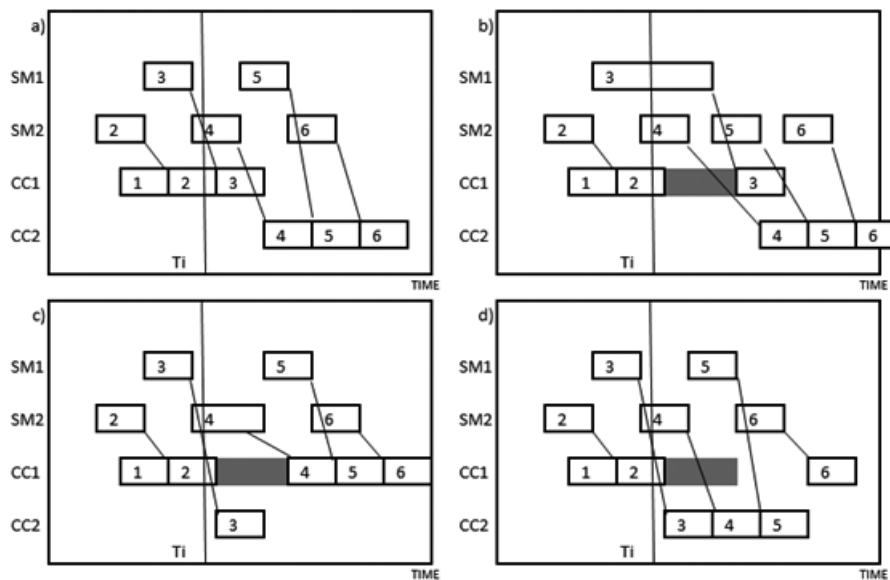 a)
SM1 3 5
SM2 2 4 6
CC1 1 2 3
CC2 4 5 6
Ti
TIME
b)
SM1 3
SM2 2 4 5 6
CC1 1 2 3
CC2 4 5 6
Ti
TIME
c)
SM1 3 5
SM2 2 4 6
CC1 1 2 4 5 6
CC2 3
Ti
TIME
d)
SM1 3 5
SM2 2 4 6
CC1 1 2 6
CC2 3 4 5
Ti
TIME